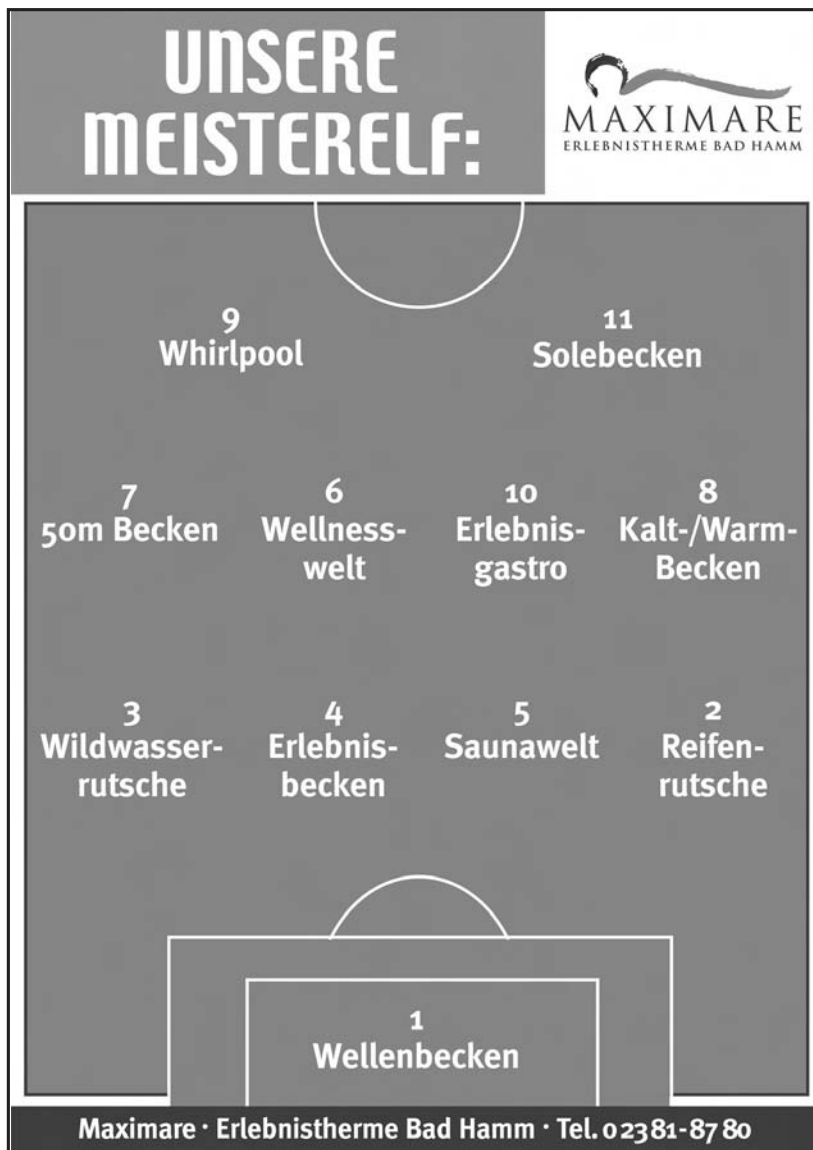 UNSERE
MEISTERELF:
MAXIMARE
ERLEBNISTHERME BAD HAMM
9
Whirlpool
11
Solebecken
7
50m Becken
6
Wellness-
welt
10
Erlebnis-
gastro
8
Kalt-/Warm-
Becken
3
Wildwasser-
rutsche
4
Erlebnis-
becken
5
Saunawelt
2
Reifen-
rutsche
1
Wellenbecken
Maximare · Erlebnistherme Bad Hamm · Tel. 02381-87 80